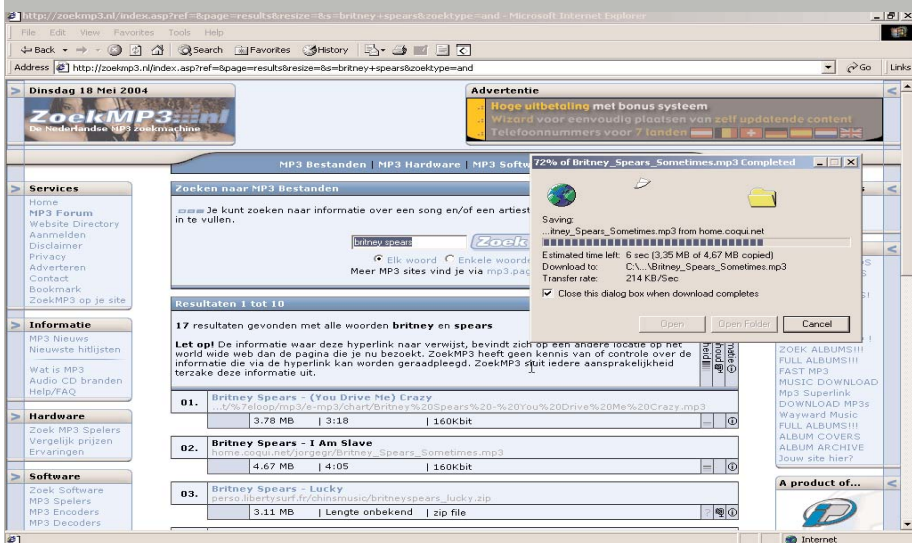 http://zoekmp3.nl/index.asp?ref=&page=results&resize=&s=britney+spears&zoektype=and - Microsoft Internet Explorer
File Edit View Favorites Tools Help
Back Search Favorites History
Address http://zoekmp3.nl/index.asp?ref=&page=results&resize=&s=britney+spears&zoektype=and Go Links
Dinsdag 18 Mei 2004
ZoekMP3.nl
De Nederlandse MP3 zoekmachine
Advertentie
Hoge uitbetaling met bonus systeem
Wizard voor eenvoudig plaatsen van zelf updatende content
Telefoonnummers voor 7 landen
MP3 Bestanden | MP3 Hardware | MP3 Softw
Services
Home
MP3 Forum
Website Directory
Aanmelden
Disclaimer
Privacy
Adverteren
Contact
Bookmark
ZoekMP3 op je site
Informatie
MP3 Nieuws
Nieuwste hitlijsten
Wat is MP3
Audio CD branden
Help/FAQ
Hardware
Zoek MP3 Spelers
Vergelijk prijzen
Ervaringen
Software
Zoek Software
MP3 Spelers
MP3 Encoders
MP3 Decoders
Zoeken naar MP3 Bestanden
Je kunt zoeken naar informatie over een song en/of een artiest
in te vullen.
britney spears Zoek
Elk woord Enkele woorde
Meer MP3 sites vind je via mp3.pag
Resultaten 1 tot 10
17 resultaten gevonden met alle woorden britney en spears
Let op! De informatie waar deze hyperlink naar verwijst, bevindt zich op een andere locatie op het
world wide web dan de pagina die je nu bezoekt. ZoekMP3 heeft geen kennis van of controle over de
informatie die via de hyperlink kan worden geraadpleegd. ZoekMP3 sluit iedere aansprakelijkheid
terzake deze informatie uit.
01. Britney Spears - (You Drive Me) Crazy
...t/%7eloop/mp3/e-mp3/chart/Britney%20Spears%20-%20You%20Drive%20Me%20Crazy.mp3
3.78 MB | 3:18 | 160Kbit
02. Britney Spears - I Am Slave
home.coqui.net/jorgegr/Britney_Spears_Sometimes.mp3
4.67 MB | 4:05 | 160Kbit
03. Britney Spears - Lucky
perso.libertysurf.fr/chinsmusic/britneyspears_lucky.zip
3.11 MB | Lengte onbekend | zip file
72% of Britney_Spears_Sometimes.mp3 Completed
Saving:
...itney_Spears_Sometimes.mp3 from home.coqui.net
Estimated time left: 6 sec (3,35 MB of 4,67 MB copied)
Download to: C:\...\Britney_Spears_Sometimes.mp3
Transfer rate: 214 KB/Sec
Close this dialog box when download completes
Open Open Folder Cancel
ZOEK ALBUMS!!!
FULL ALBUMS!!!
FAST MP3
MUSIC DOWNLOAD
Mp3 Superlink
DOWNLOAD MP3s
Wayward Music
FULL ALBUMS!!!
ALBUM COVERS
ALBUM ARCHIVE
Jouw site hier?
A product of...
Internet